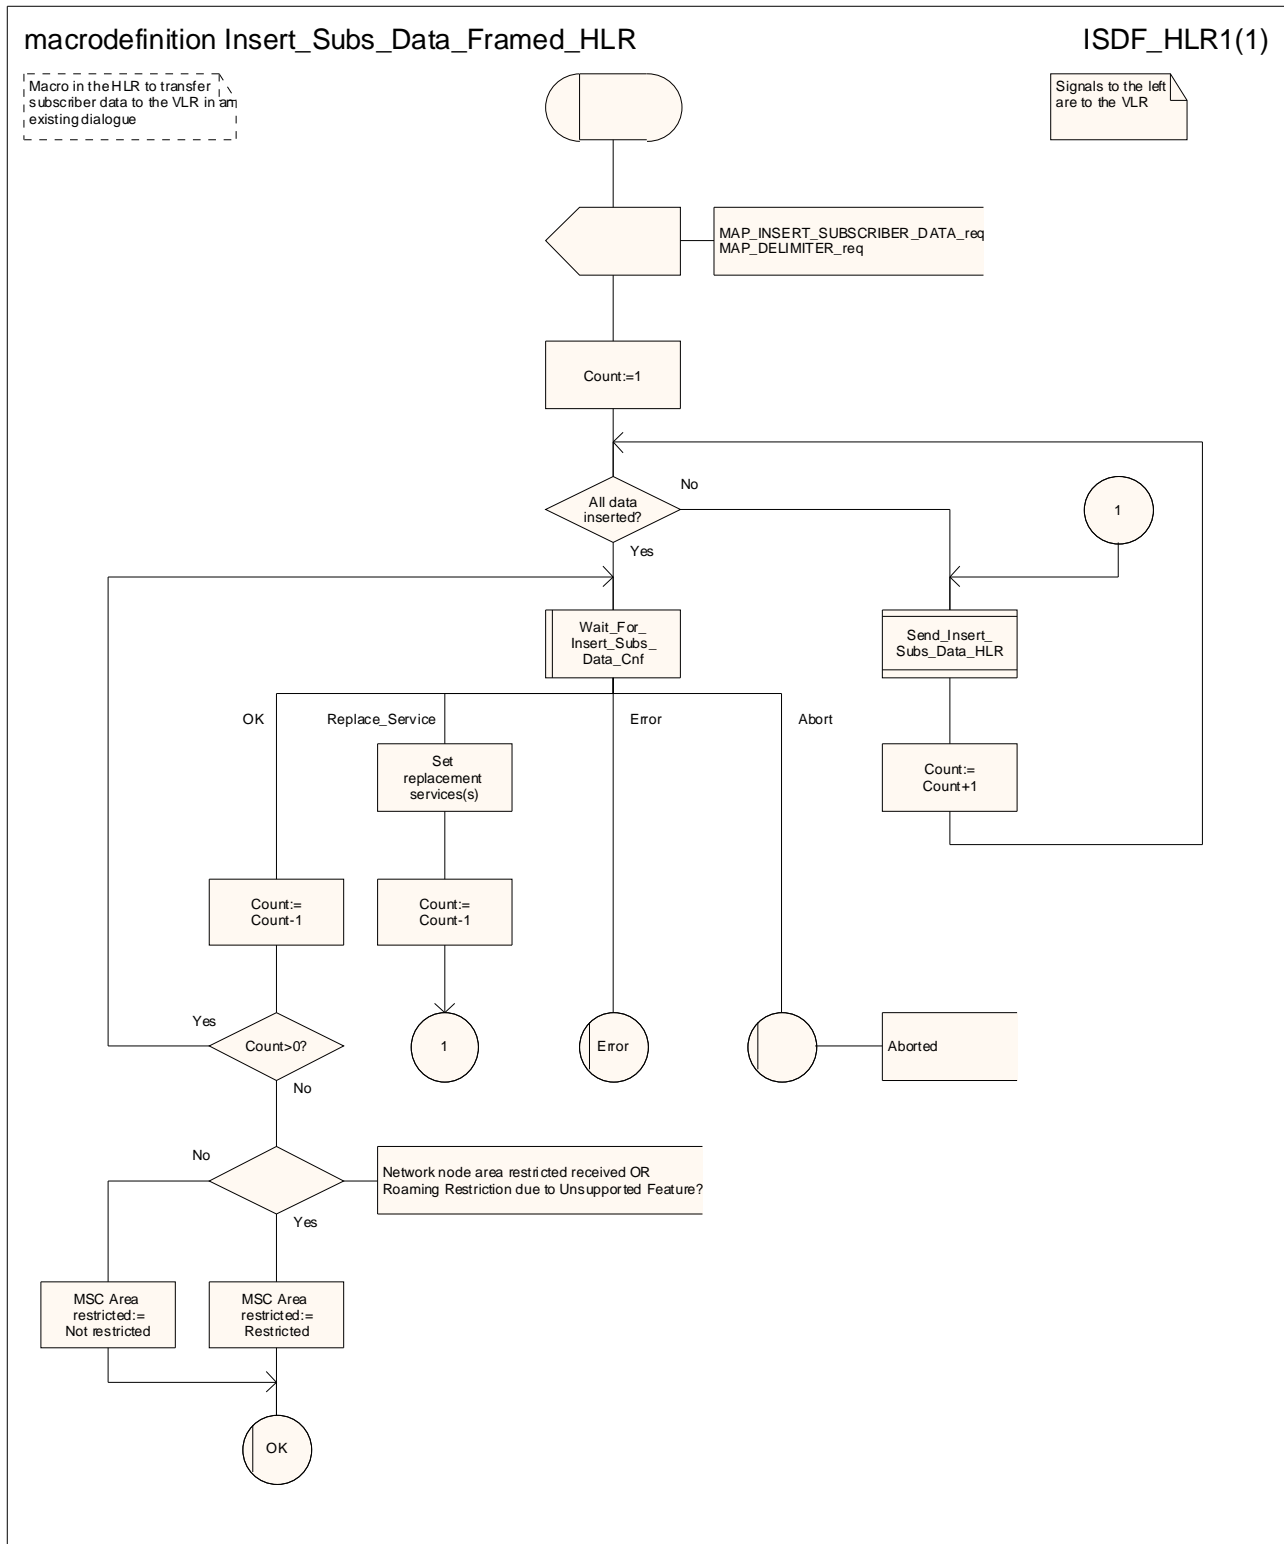 macrodefinition Insert_Subs_Data_Framed_HLR
ISDF_HLR1(1)
Macro in the HLR to transfer
subscriber data to the VLR in an
existing dialogue
Signals to the left
are to the VLR
MAP_INSERT_SUBSCRIBER_DATA_req
MAP_DELIMITER_req
Count:=1
All data
inserted?
No
Yes
1
Wait_For_
Insert_Subs_
Data_Cnf
Send_Insert_
Subs_Data_HLR
OK
Replace_Service
Error
Abort
Set
replacement
services(s)
Count:=
Count+1
Count:=
Count-1
Count:=
Count-1
Yes
Count>0?
No
1
Error
Aborted
No
Yes
Network node area restricted received OR
Roaming Restriction due to Unsupported Feature?
MSC Area
restricted:=
Not restricted
MSC Area
restricted:=
Restricted
OK